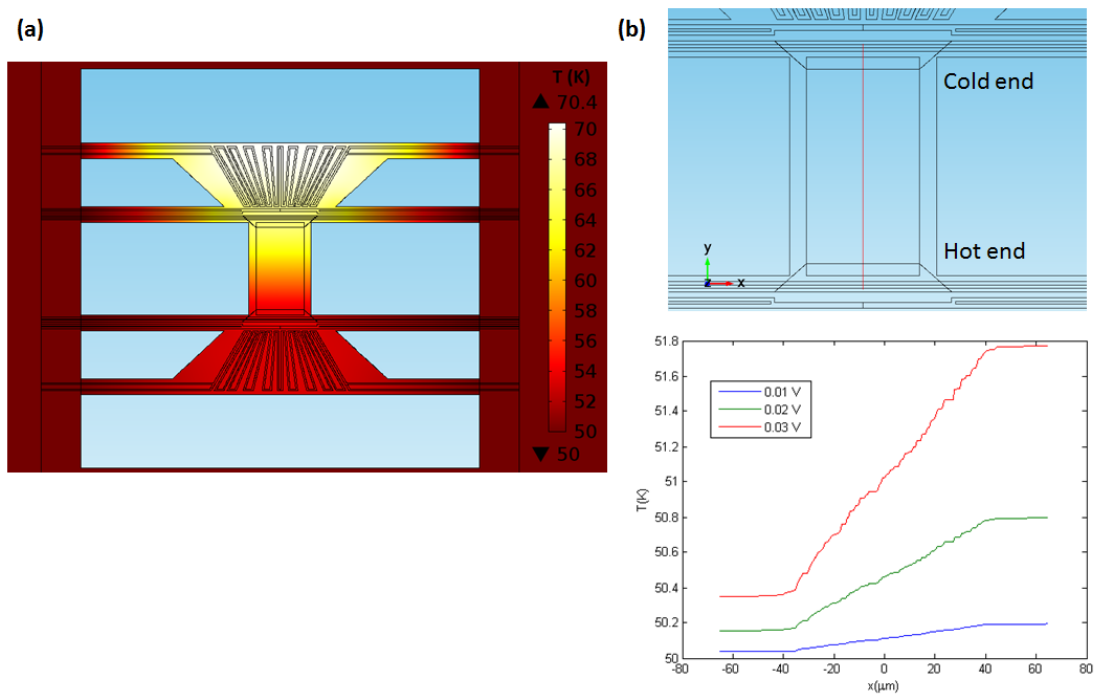 (a)
T (K)
▲ 70.4
70
68
66
64
62
60
58
56
54
52
50
▼ 50
(b)
Cold end
Hot end
y
z
x
51.8
51.6
51.4
51.2
51
50.8
50.6
50.4
50.2
50
T(K)
0.01 V
0.02 V
0.03 V
-80
-60
-40
-20
0
20
40
60
80
x(μm)